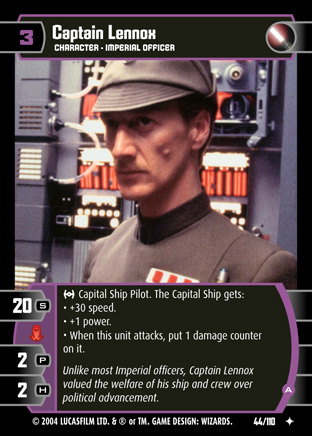 3
Captain Lennox
CHARACTER - IMPERIAL OFFICER
20 S
2 P
2 H
Capital Ship Pilot. The Capital Ship gets:
• +30 speed.
• +1 power.
• When this unit attacks, put 1 damage counter
on it.
Unlike most Imperial officers, Captain Lennox
valued the welfare of his ship and crew over
political advancement.
A
© 2004 LUCASFILM LTD. & ® or TM. GAME DESIGN: WIZARDS.
44/110